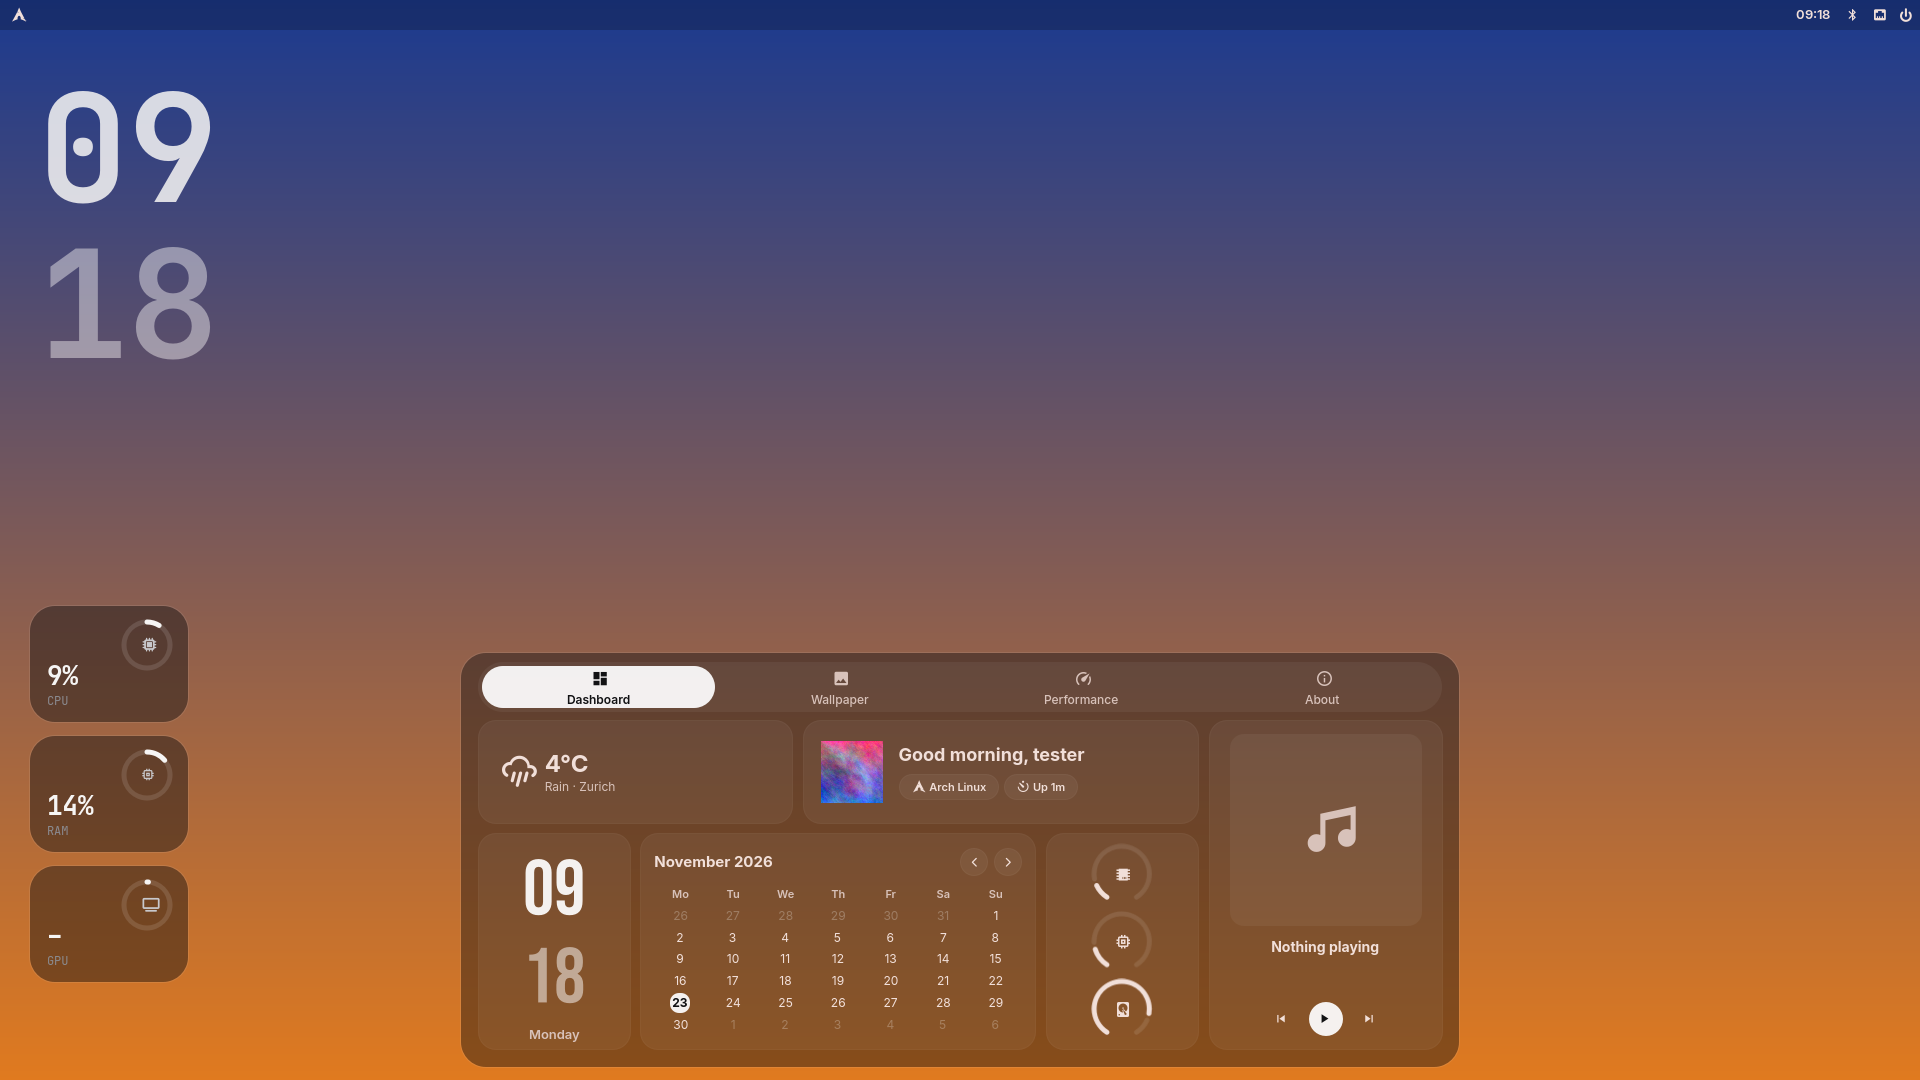 09:18
09
18
9%
CPU
14%
RAM
–
GPU
Dashboard
Wallpaper
Performance
About
4°C
Rain · Zurich
Good morning, tester
Arch Linux
Up 1m
09
18
Monday
November 2026
Mo Tu We Th Fr Sa Su
26 27 28 29 30 31 1
2 3 4 5 6 7 8
9 10 11 12 13 14 15
16 17 18 19 20 21 22
23 24 25 26 27 28 29
30 1 2 3 4 5 6
Nothing playing